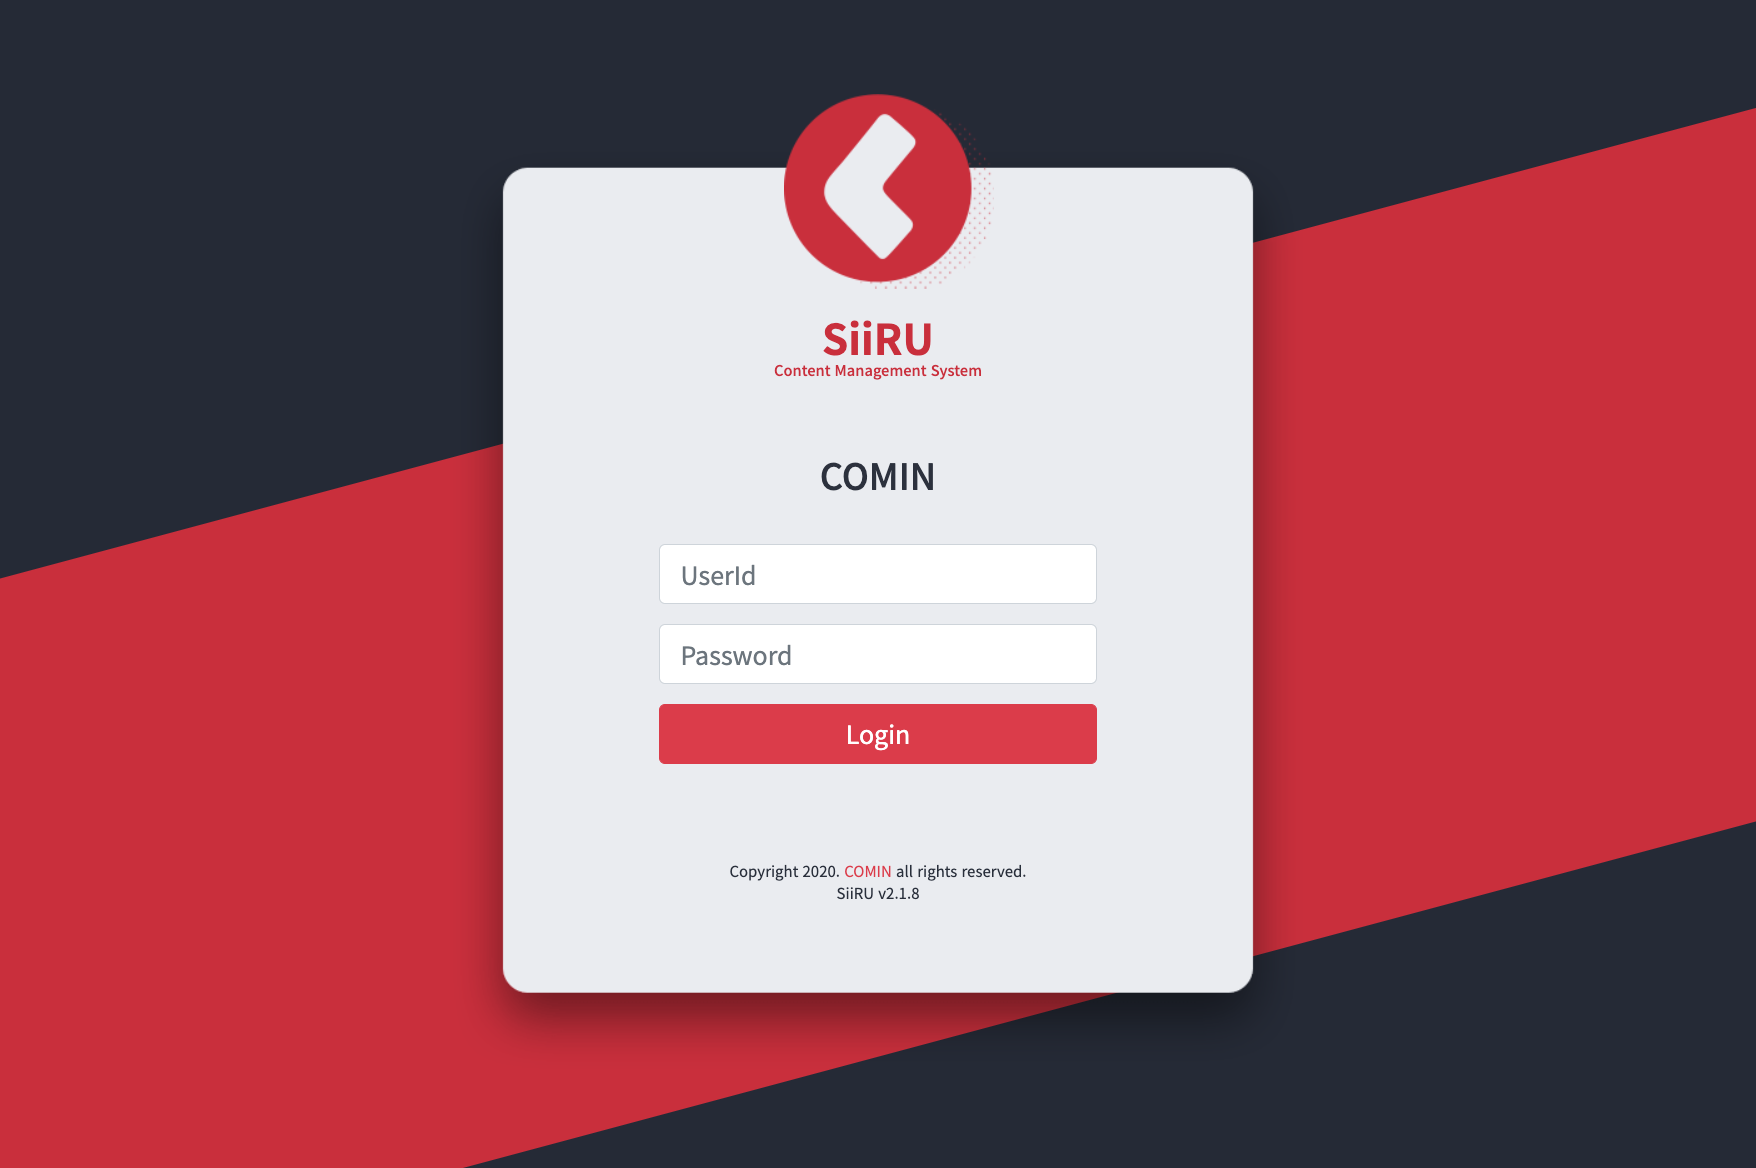 SiiRU
Content Management System
COMIN
UserId
Password
Login
Copyright 2020. COMIN all rights reserved.
SiiRU v2.1.8